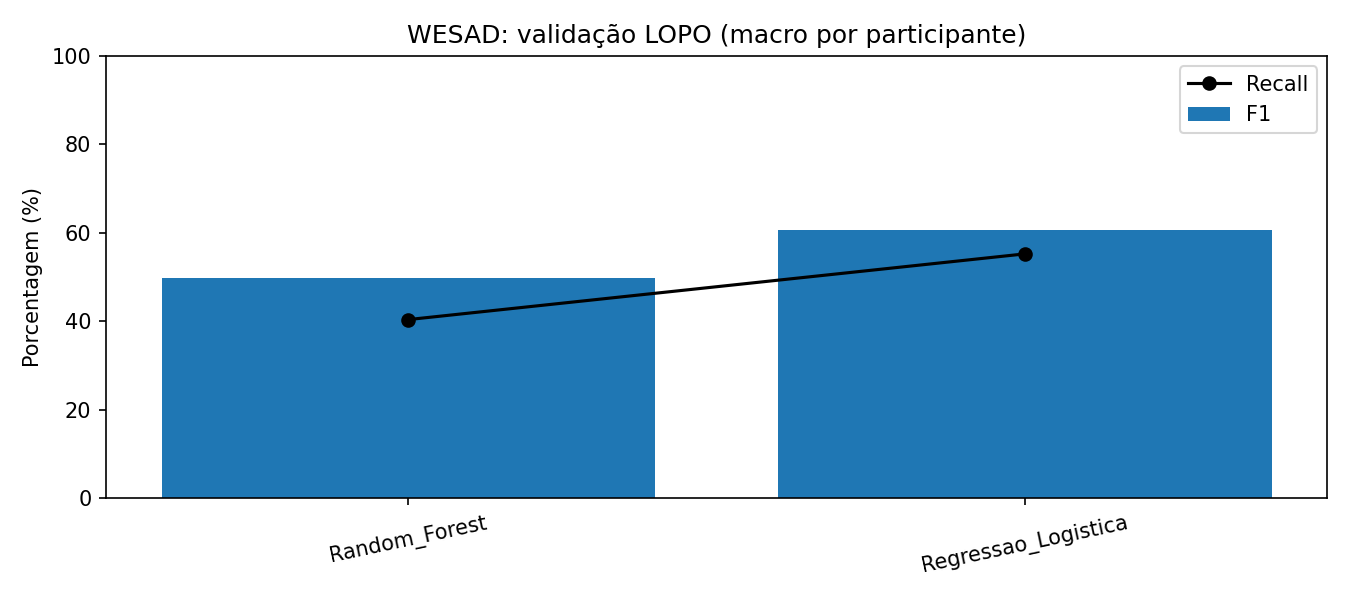 WESAD: validação LOPO (macro por participante)
Porcentagem (%)
100
80
60
40
20
0
Recall
F1
Random_Forest
Regressao_Logistica